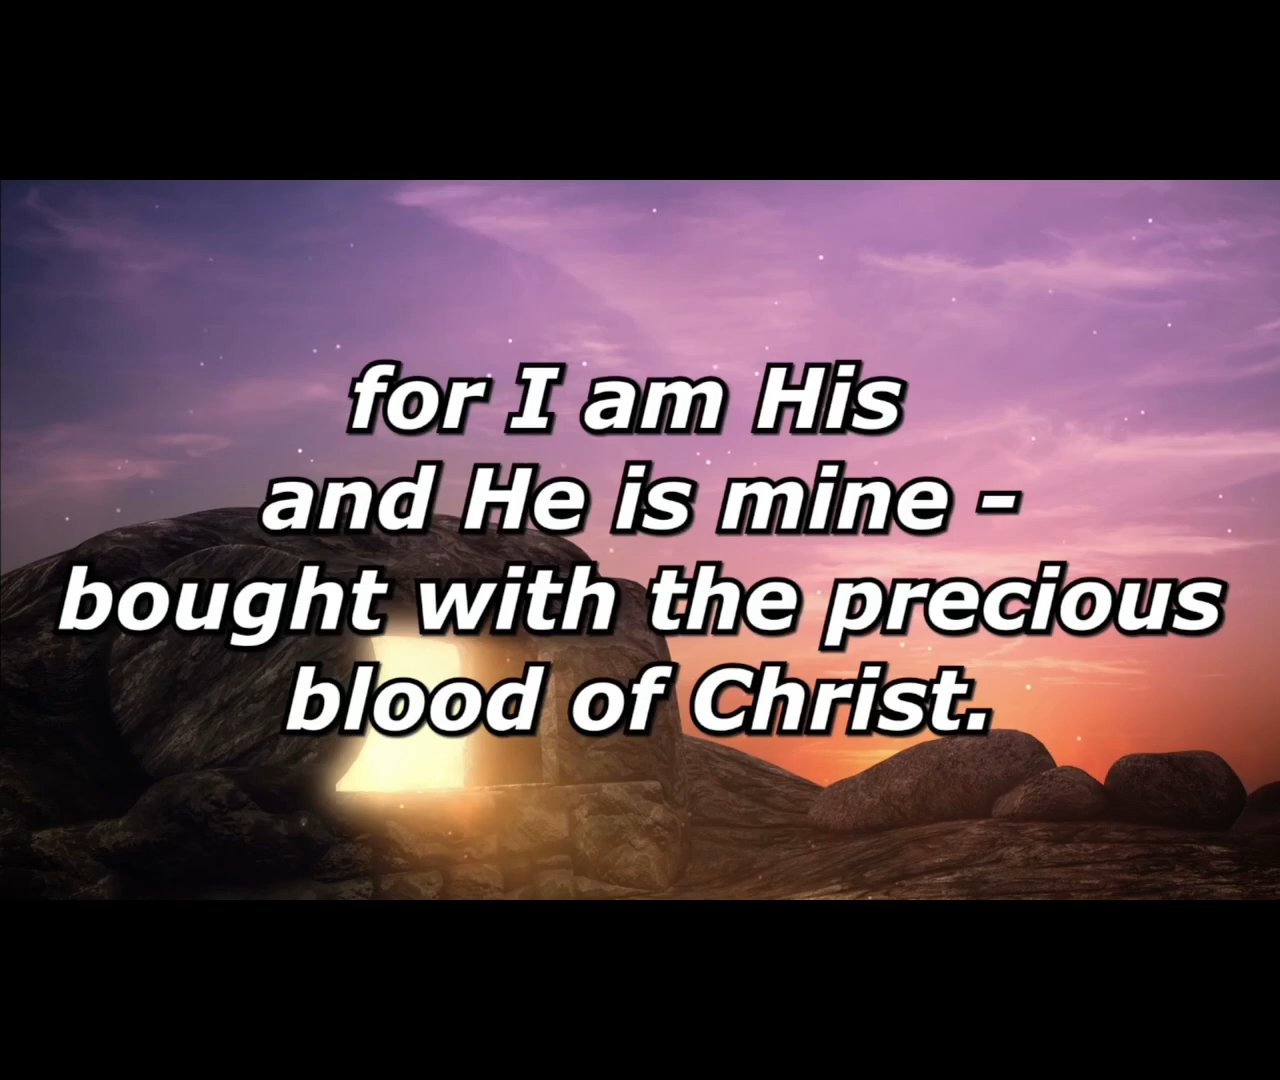 for I am His
and He is mine -
bought with the precious
blood of Christ.